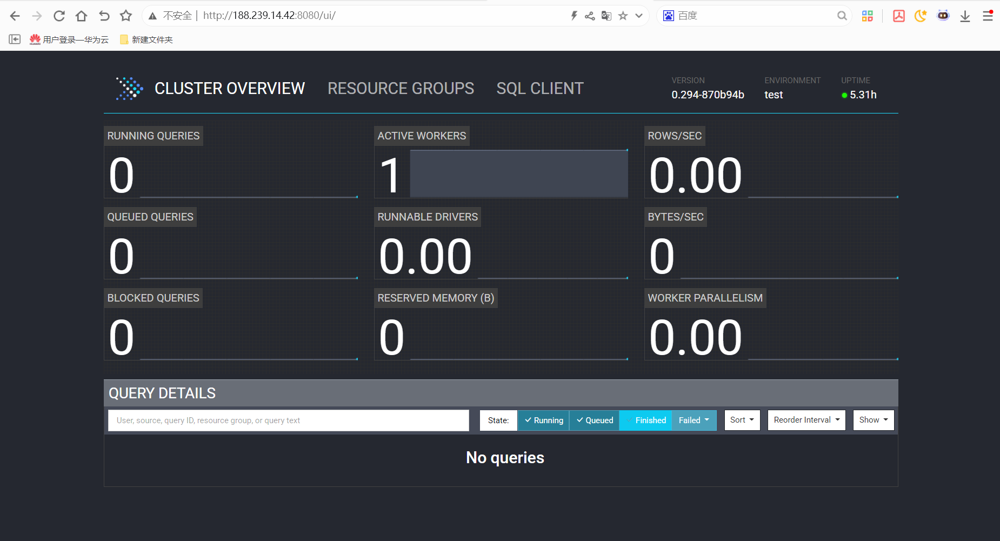 不安全 | http://188.239.14.42:8080/ui/
百度
用户登录—华为云
新建文件夹
CLUSTER OVERVIEW RESOURCE GROUPS SQL CLIENT
VERSION ENVIRONMENT UPTIME
0.294-870b94b test 5.31h
RUNNING QUERIES ACTIVE WORKERS ROWS/SEC
0 1 0.00
QUEUED QUERIES RUNNABLE DRIVERS BYTES/SEC
0 0.00 0
BLOCKED QUERIES RESERVED MEMORY (B) WORKER PARALLELISM
0 0 0.00
QUERY DETAILS
User, source, query ID, resource group, or query text State: Running Queued Finished Failed Sort Reorder Interval Show
No queries